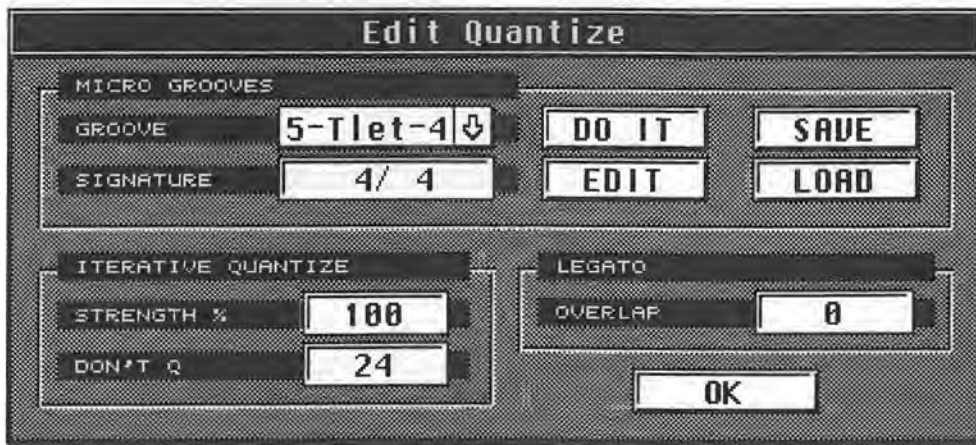 Edit Quantize
MICRO GROOVES
GROOVE 5-Tlet-4 DO IT SAVE
SIGNATURE 4/ 4 EDIT LOAD
ITERATIVE QUANTIZE
STRENGTH % 100
DON'T Q 24
LEGATO
OVERLAP 0
OK